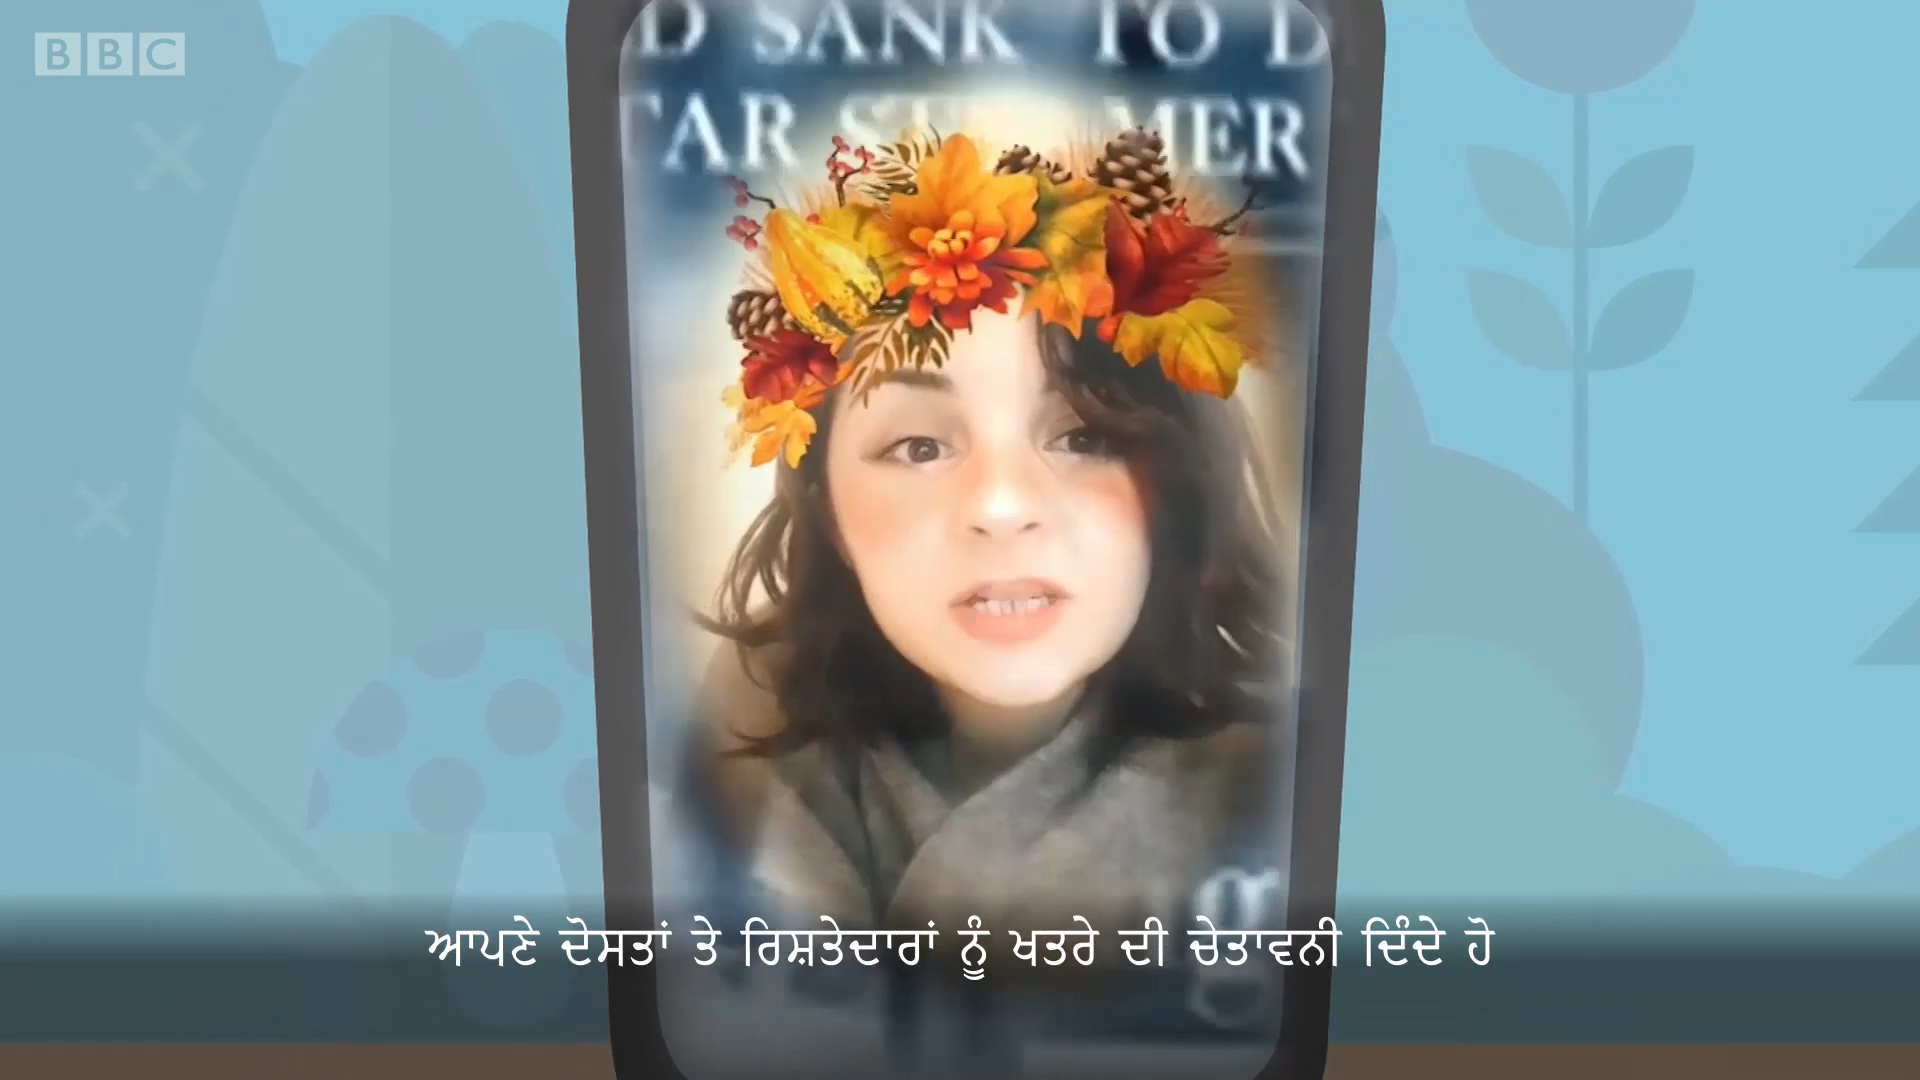 BBC
D SANK TO D
TAR S MER
g
ਆਪਣੇ ਦੋਸਤਾਂ ਤੇ ਰਿਸ਼ਤੇਦਾਰਾਂ ਨੂੰ ਖਤਰੇ ਦੀ ਚੇਤਾਵਨੀ ਦਿੰਦੇ ਹੋ